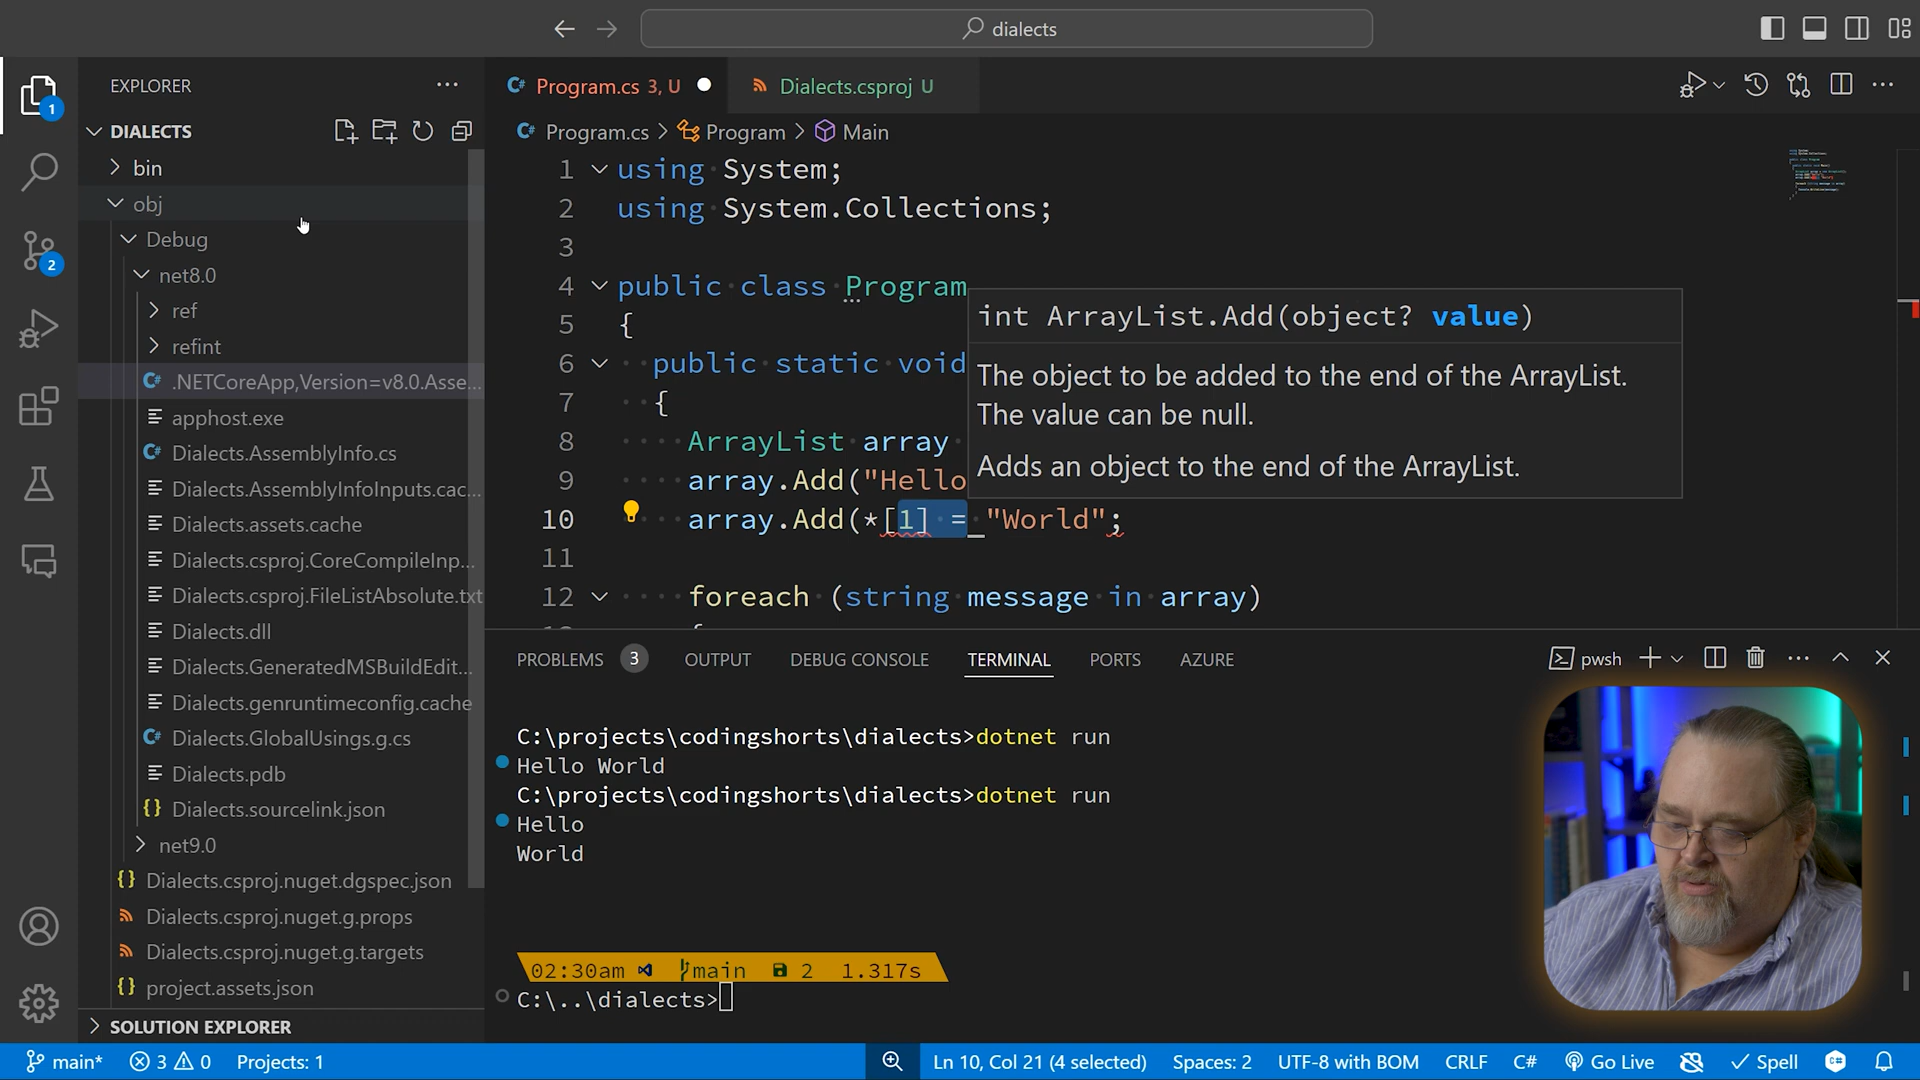 dialects
EXPLORER
DIALECTS
bin
obj
Debug
net8.0
ref
refint
.NETCoreApp,Version=v8.0.Asse...
apphost.exe
Dialects.AssemblyInfo.cs
Dialects.AssemblyInfoInputs.cac...
Dialects.assets.cache
Dialects.csproj.CoreCompileInp...
Dialects.csproj.FileListAbsolute.txt
Dialects.dll
Dialects.GeneratedMSBuildEdit...
Dialects.genruntimeconfig.cache
Dialects.GlobalUsings.g.cs
Dialects.pdb
Dialects.sourcelink.json
net9.0
Dialects.csproj.nuget.dgspec.json
Dialects.csproj.nuget.g.props
Dialects.csproj.nuget.g.targets
project.assets.json
SOLUTION EXPLORER
1
2
Program.cs 3, U
Dialects.csproj U
Program.cs > Program > Main
1 using System;
2 using System.Collections;
3
4 public class Program
5 {
6 public static void
7 {
8 ArrayList array
9 array.Add("Hello
10 array.Add(*[1] = "World";
11
12 foreach (string message in array)
int ArrayList.Add(object? value)
The object to be added to the end of the ArrayList.
The value can be null.
Adds an object to the end of the ArrayList.
PROBLEMS 3 OUTPUT DEBUG CONSOLE TERMINAL PORTS AZURE
pwsh
C:\projects\codingshorts\dialects>dotnet run
Hello World
C:\projects\codingshorts\dialects>dotnet run
Hello
World
02:30am main 2 1.317s
C:\..\dialects>
main* 3 0 Projects: 1
Ln 10, Col 21 (4 selected) Spaces: 2 UTF-8 with BOM CRLF C# Go Live Spell